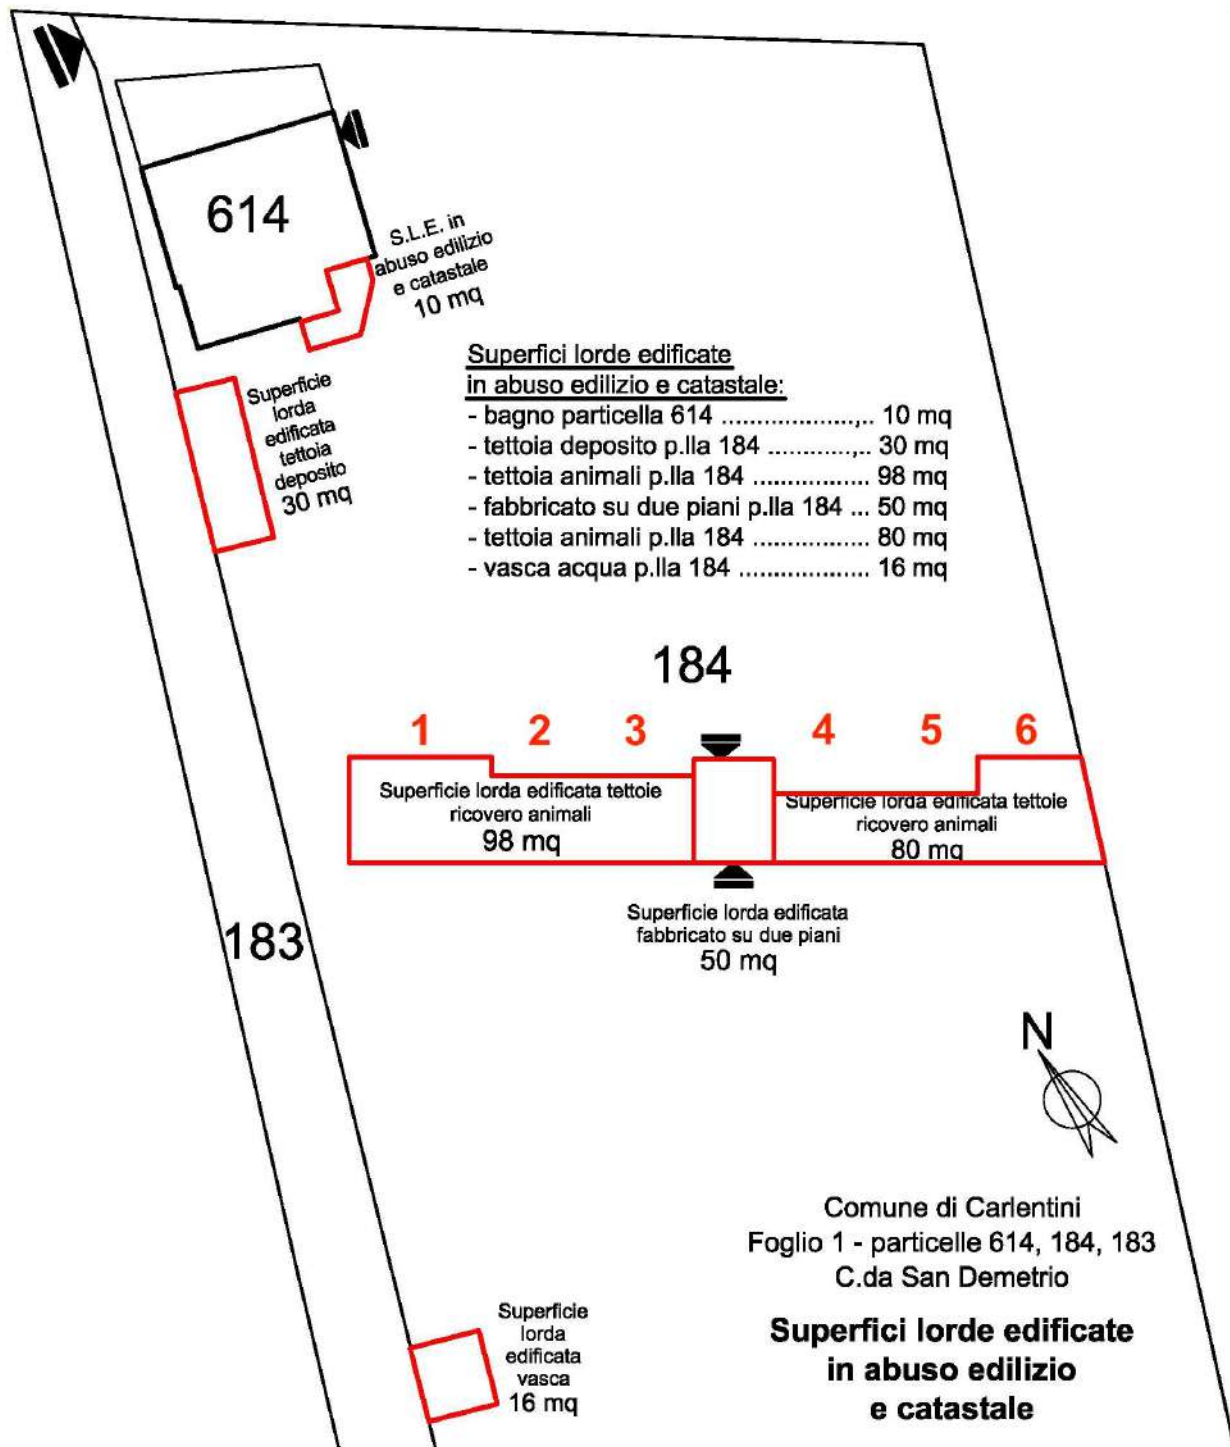 614
S.L.E. in
abuso edilizio
e catastale
10 mq
Superficie
lorda
edificata
tettoia
deposito
30 mq
Superfici lorde edificate
in abuso edilizio e catastale:
- bagno particella 614 ...................,.. 10 mq
- tettoia deposito p.lla 184 ............,.. 30 mq
- tettoia animali p.lla 184 ................. 98 mq
- fabbricato su due piani p.lla 184 ... 50 mq
- tettoia animali p.lla 184 ................. 80 mq
- vasca acqua p.lla 184 ................... 16 mq
184
1 2 3 4 5 6
Superficie lorda edificata tettoie
ricovero animali
98 mq
Superficie lorda edificata tettoie
ricovero animali
80 mq
Superficie lorda edificata
fabbricato su due piani
50 mq
183
N
Comune di Carlentini
Foglio 1 - particelle 614, 184, 183
C.da San Demetrio
Superfici lorde edificate
in abuso edilizio
e catastale
Superficie
lorda
edificata
vasca
16 mq